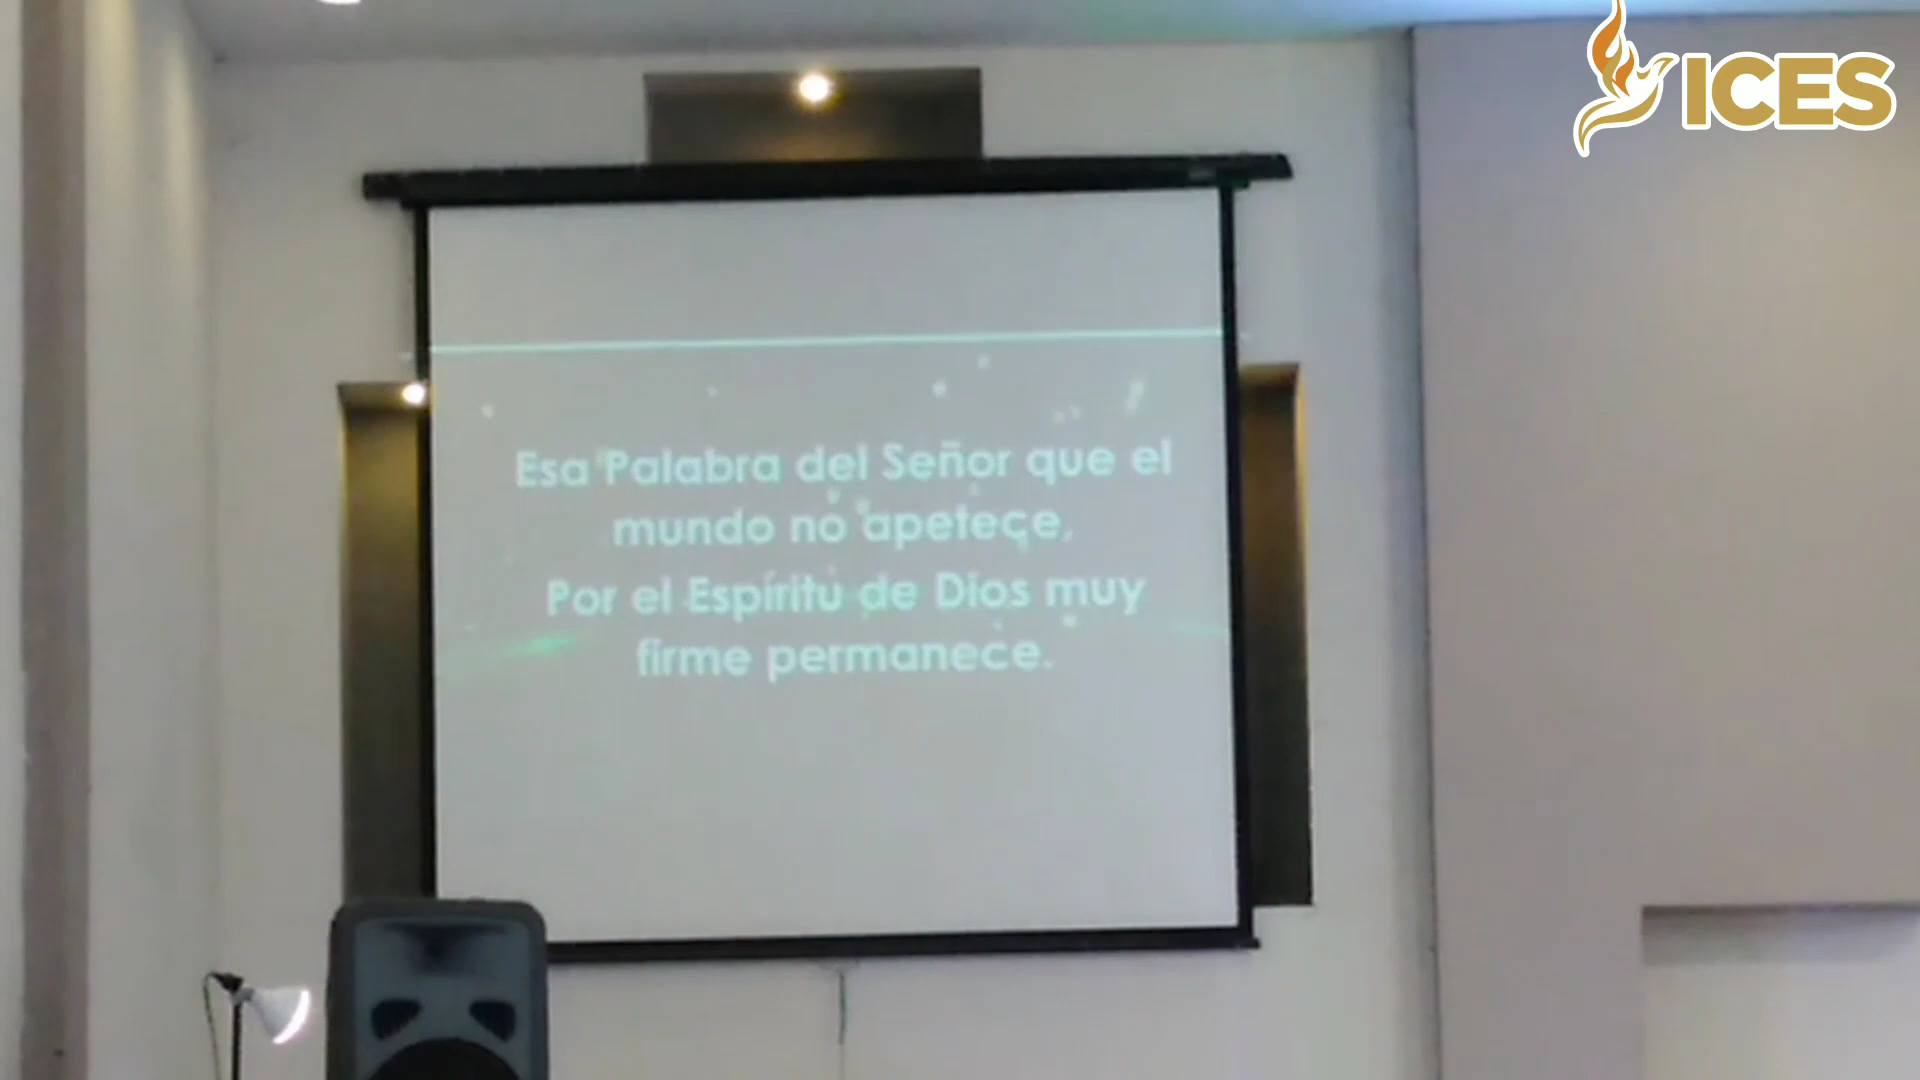 ICES
Esa Palabra del Señor que el
mundo no apetece,
Por el Espíritu de Dios muy
firme permanece.